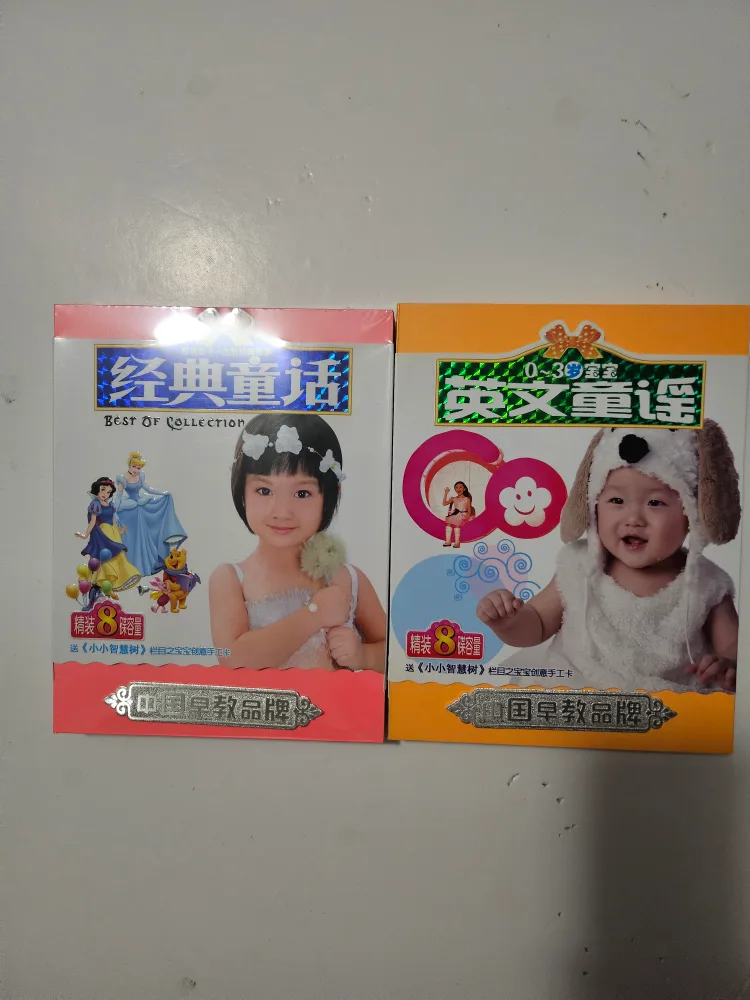 经典童话
BEST OF COLLECTION
精装8碟容量
送《小小智慧树》栏目之宝宝创意手工卡
中国早教品牌
0~3岁宝宝
英文童谣
精装8碟容量
送《小小智慧树》栏目之宝宝创意手工卡
中国早教品牌